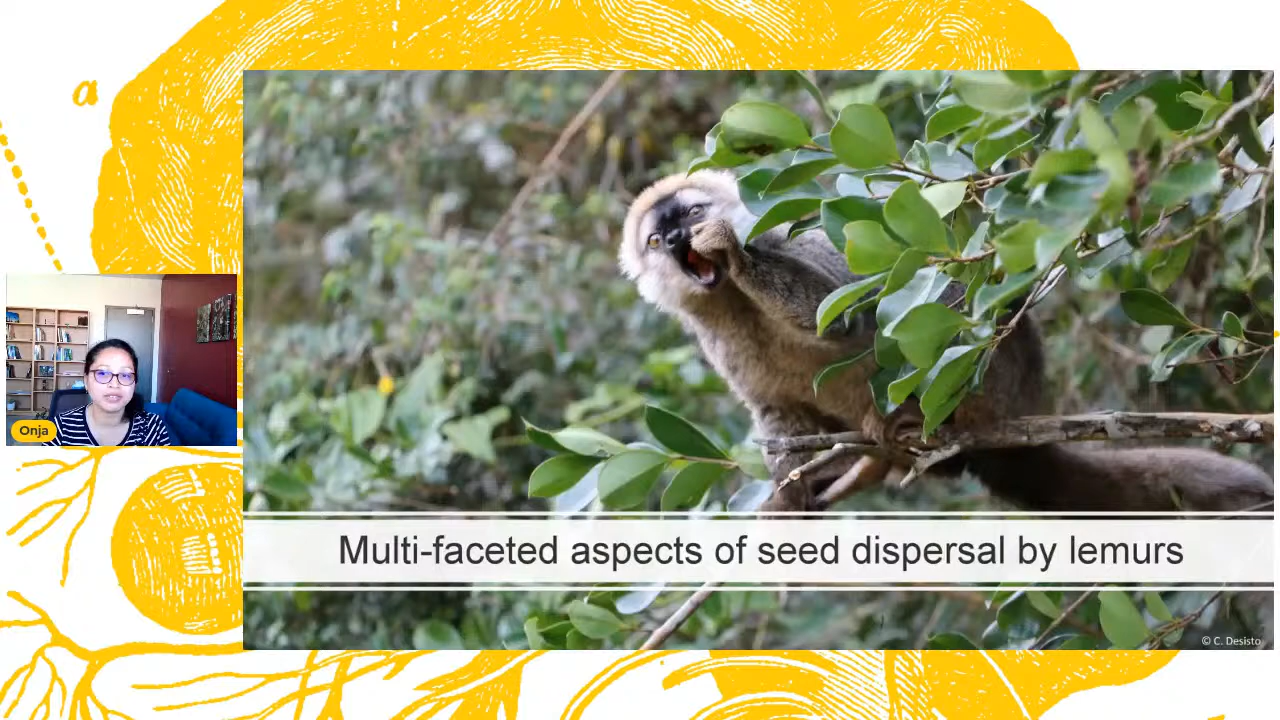 a
Onja
Multi-faceted aspects of seed dispersal by lemurs
© C. Desisto